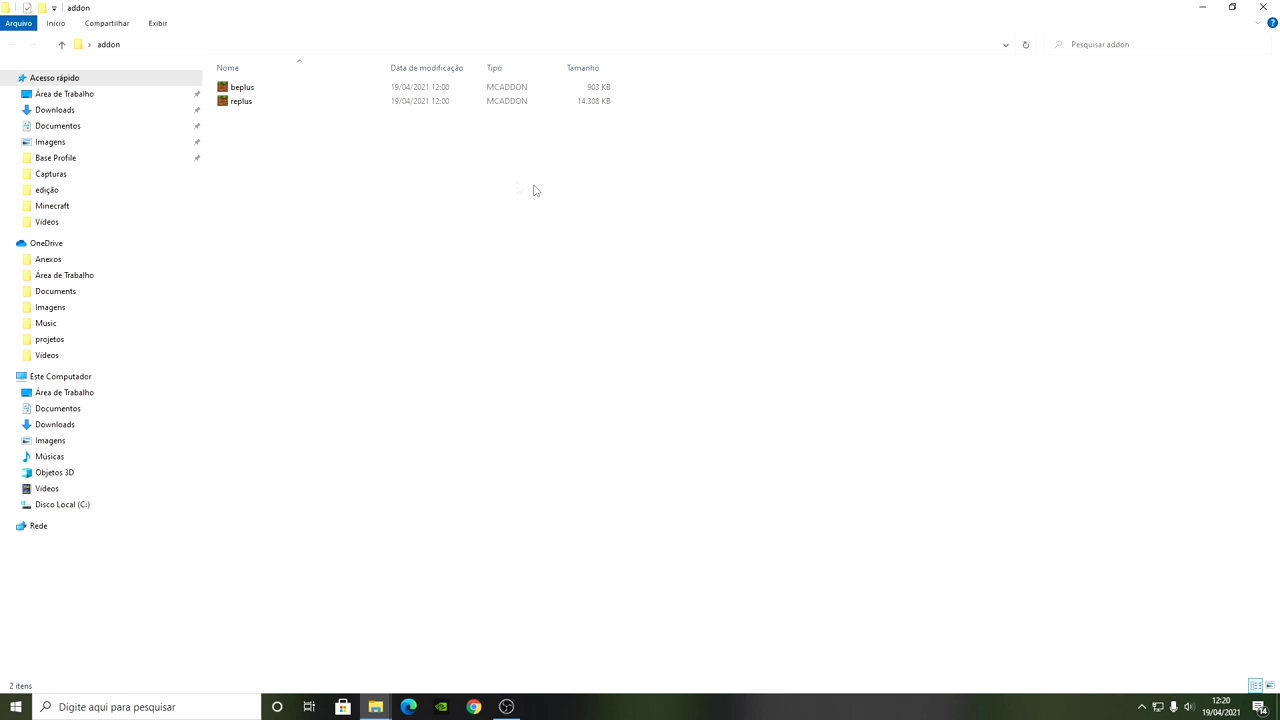 addon
Arquivo Início Compartilhar Exibir
addon
Pesquisar addon
Nome Data de modificação Tipo Tamanho
beplus 19/04/2021 12:00 MCADDON 903 KB
replus 19/04/2021 12:00 MCADDON 14.308 KB
Acesso rápido
Área de Trabalho
Downloads
Documentos
Imagens
Base Profile
Capturas
edição
Minecraft
Vídeos
OneDrive
Anexos
Área de Trabalho
Documents
Imagens
Music
projetos
Vídeos
Este Computador
Área de Trabalho
Documentos
Downloads
Imagens
Músicas
Objetos 3D
Vídeos
Disco Local (C:)
Rede
2 itens
Digite aqui para pesquisar
12:20
19/04/2021
14